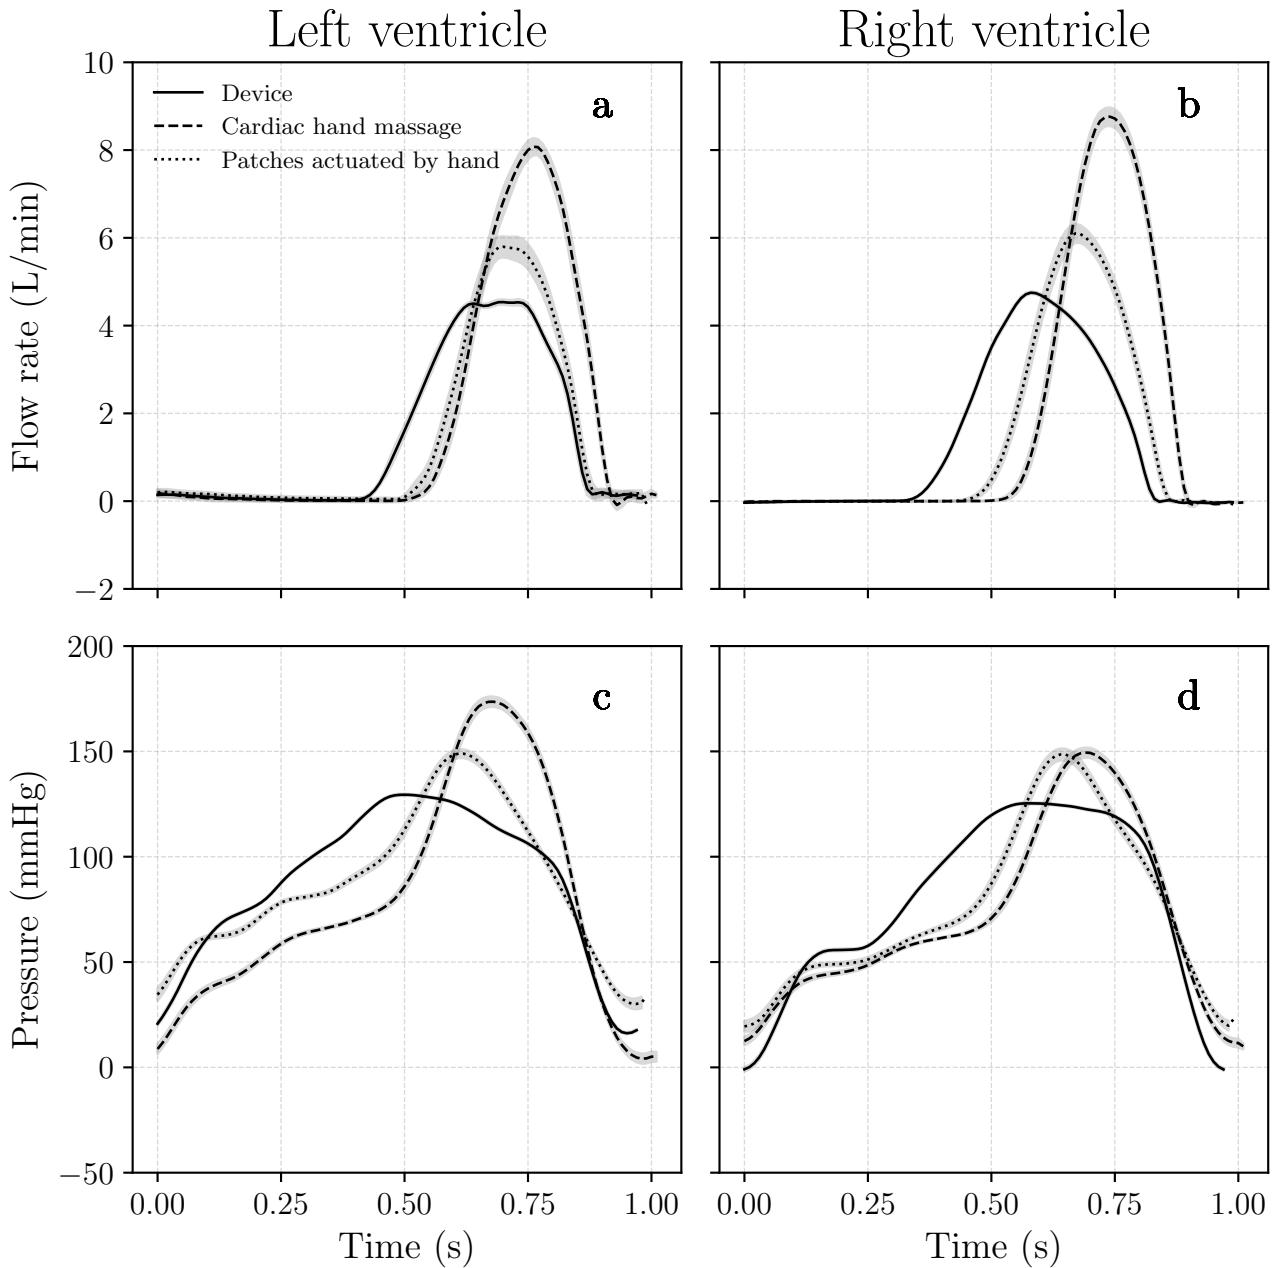 Left ventricle
Right ventricle
10
8
6
4
2
0
−2
Flow rate (L/min)
Device
Cardiac hand massage
Patches actuated by hand
a
b
200
150
100
50
0
−50
Pressure (mmHg)
c
d
0.00 0.25 0.50 0.75 1.00
0.00 0.25 0.50 0.75 1.00
Time (s)
Time (s)